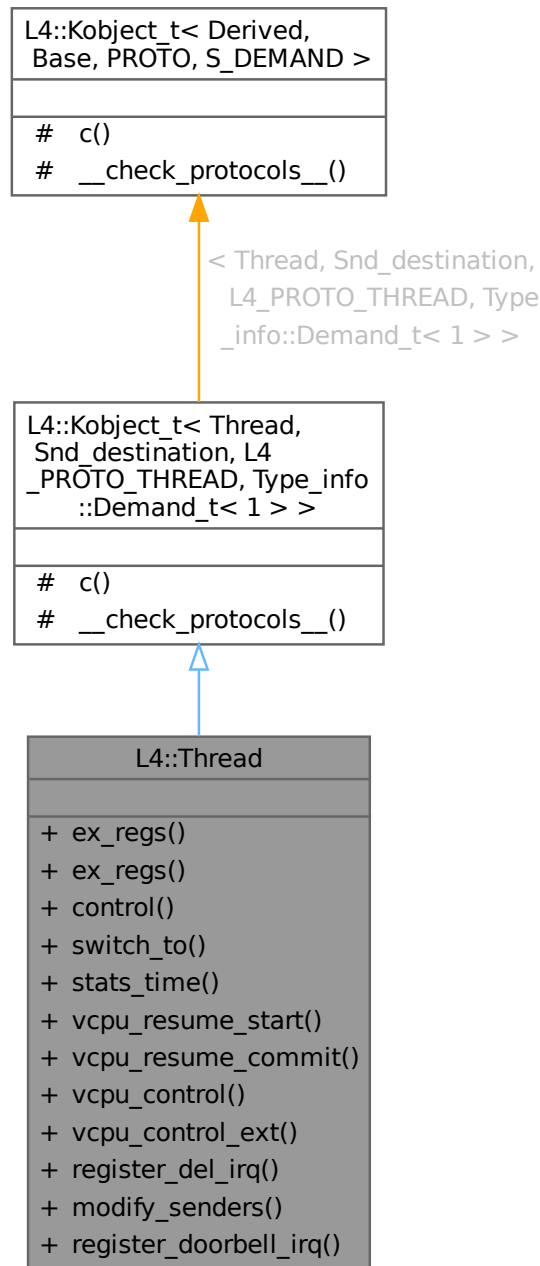 L4::Kobject_t< Derived,
Base, PROTO, S_DEMAND >
# c()
# __check_protocols__()
< Thread, Snd_destination,
L4_PROTO_THREAD, Type
_info::Demand_t< 1 > >
L4::Kobject_t< Thread,
Snd_destination, L4
_PROTO_THREAD, Type_info
::Demand_t< 1 > >
# c()
# __check_protocols__()
L4::Thread
+ ex_regs()
+ ex_regs()
+ control()
+ switch_to()
+ stats_time()
+ vcpu_resume_start()
+ vcpu_resume_commit()
+ vcpu_control()
+ vcpu_control_ext()
+ register_del_irq()
+ modify_senders()
+ register_doorbell_irq()